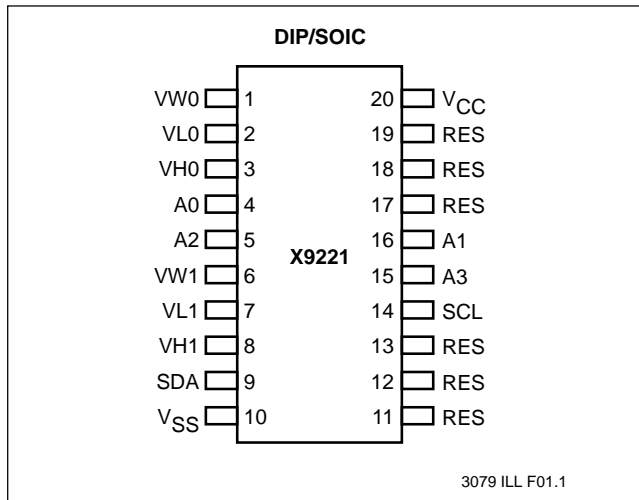 DIP/SOIC
VW0 1 20 VCC
VL0 2 19 RES
VH0 3 18 RES
A0 4 17 RES
A2 5 16 A1
X9221
VW1 6 15 A3
VL1 7 14 SCL
VH1 8 13 RES
SDA 9 12 RES
VSS 10 11 RES
3079 ILL F01.1